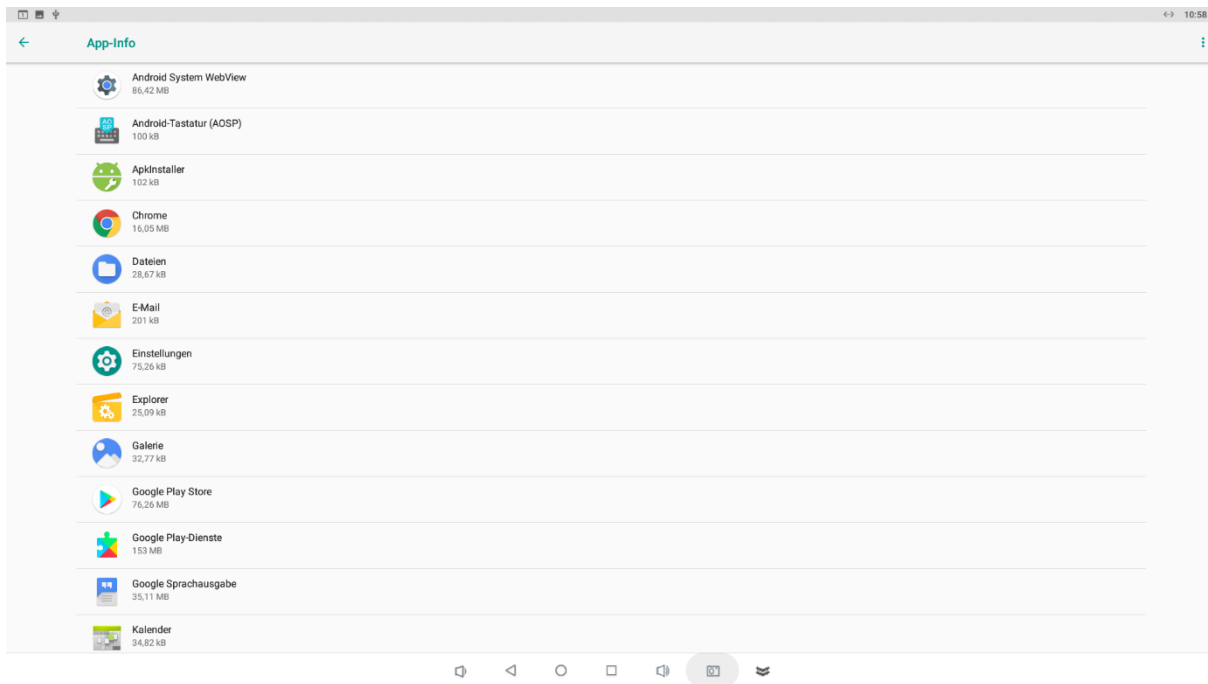 10:58
App-Info
Android System WebView
86,42 MB
Android-Tastatur (AOSP)
100 kB
ApkInstaller
102 kB
Chrome
16,05 MB
Dateien
28,67 kB
E-Mail
201 kB
Einstellungen
75,26 kB
Explorer
25,09 kB
Galerie
32,77 kB
Google Play Store
76,26 MB
Google Play-Dienste
153 MB
Google Sprachausgabe
35,11 MB
Kalender
34,82 kB